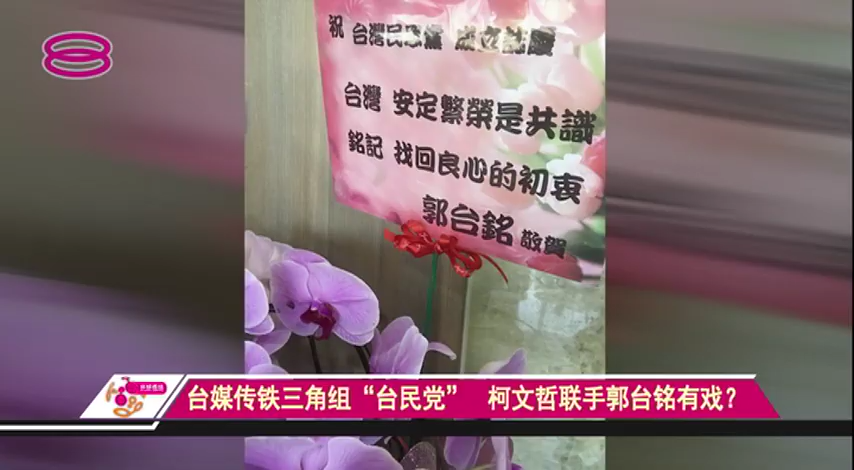 祝 台灣民眾黨 成立誌慶
台灣 安定繁榮是共識
銘記 找回良心的初衷
郭台銘 敬賀
台媒传铁三角组“台民党” 柯文哲联手郭台铭有戏？